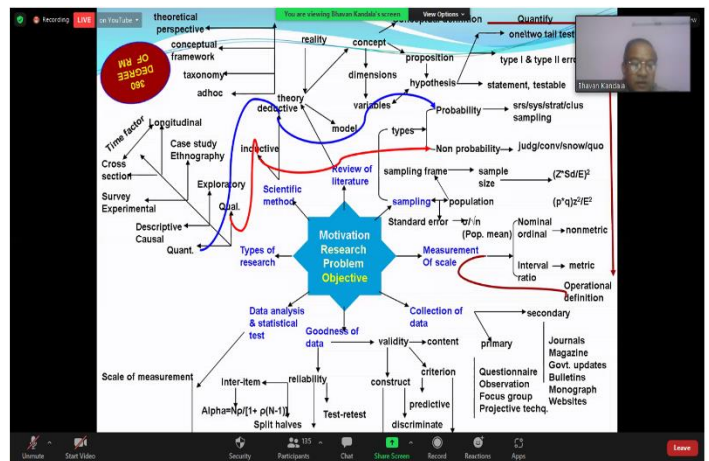 Recording
LIVE
on YouTube
You are viewing Bhavan Kandala's screen
View Options
theoretical
perspective
conceptual
framework
taxonomy
adhoc
360
DEGREE
OF RM
reality
concept
dimensions
variables
proposition
hypothesis
Quantify
one\two tail test
type I & type II
statement, testable
theory
deductive
model
inductive
Time factor
Longitudinal
Cross
section
Case study
Ethnography
Survey
Experimental
Exploratory
Qual.
Descriptive
Causal
Quant.
Scientific
method
Review of
literature
types
Probability
srs/sys/strat/clus
sampling
Non probability
judg/conv/snow/quo
sampling frame
sample
size
(Z*Sd/E)²
sampling
population
(p*q)z²/E²
Standard error
σ/√n
(Pop. mean)
Types of
research
Motivation
Research
Problem
Objective
Measurement
Of scale
Nominal
ordinal
nonmetric
Interval
ratio
metric
Operational
definition
Data analysis
& statistical
test
Goodness of
data
Collection of
data
secondary
primary
Journals
Magazine
Govt. updates
Bulletins
Monograph
Websites
Questionnaire
Observation
Focus group
Projective techq.
validity
content
criterion
predictive
construct
discriminate
reliability
Inter-item
Alpha=Nρ/[1+ ρ(N-1)]
Split halves
Test-retest
Scale of measurement
Bhavan Kandala
Unmute
Start Video
Security
135
Participants
Chat
Share Screen
Record
Reactions
Apps
Leave